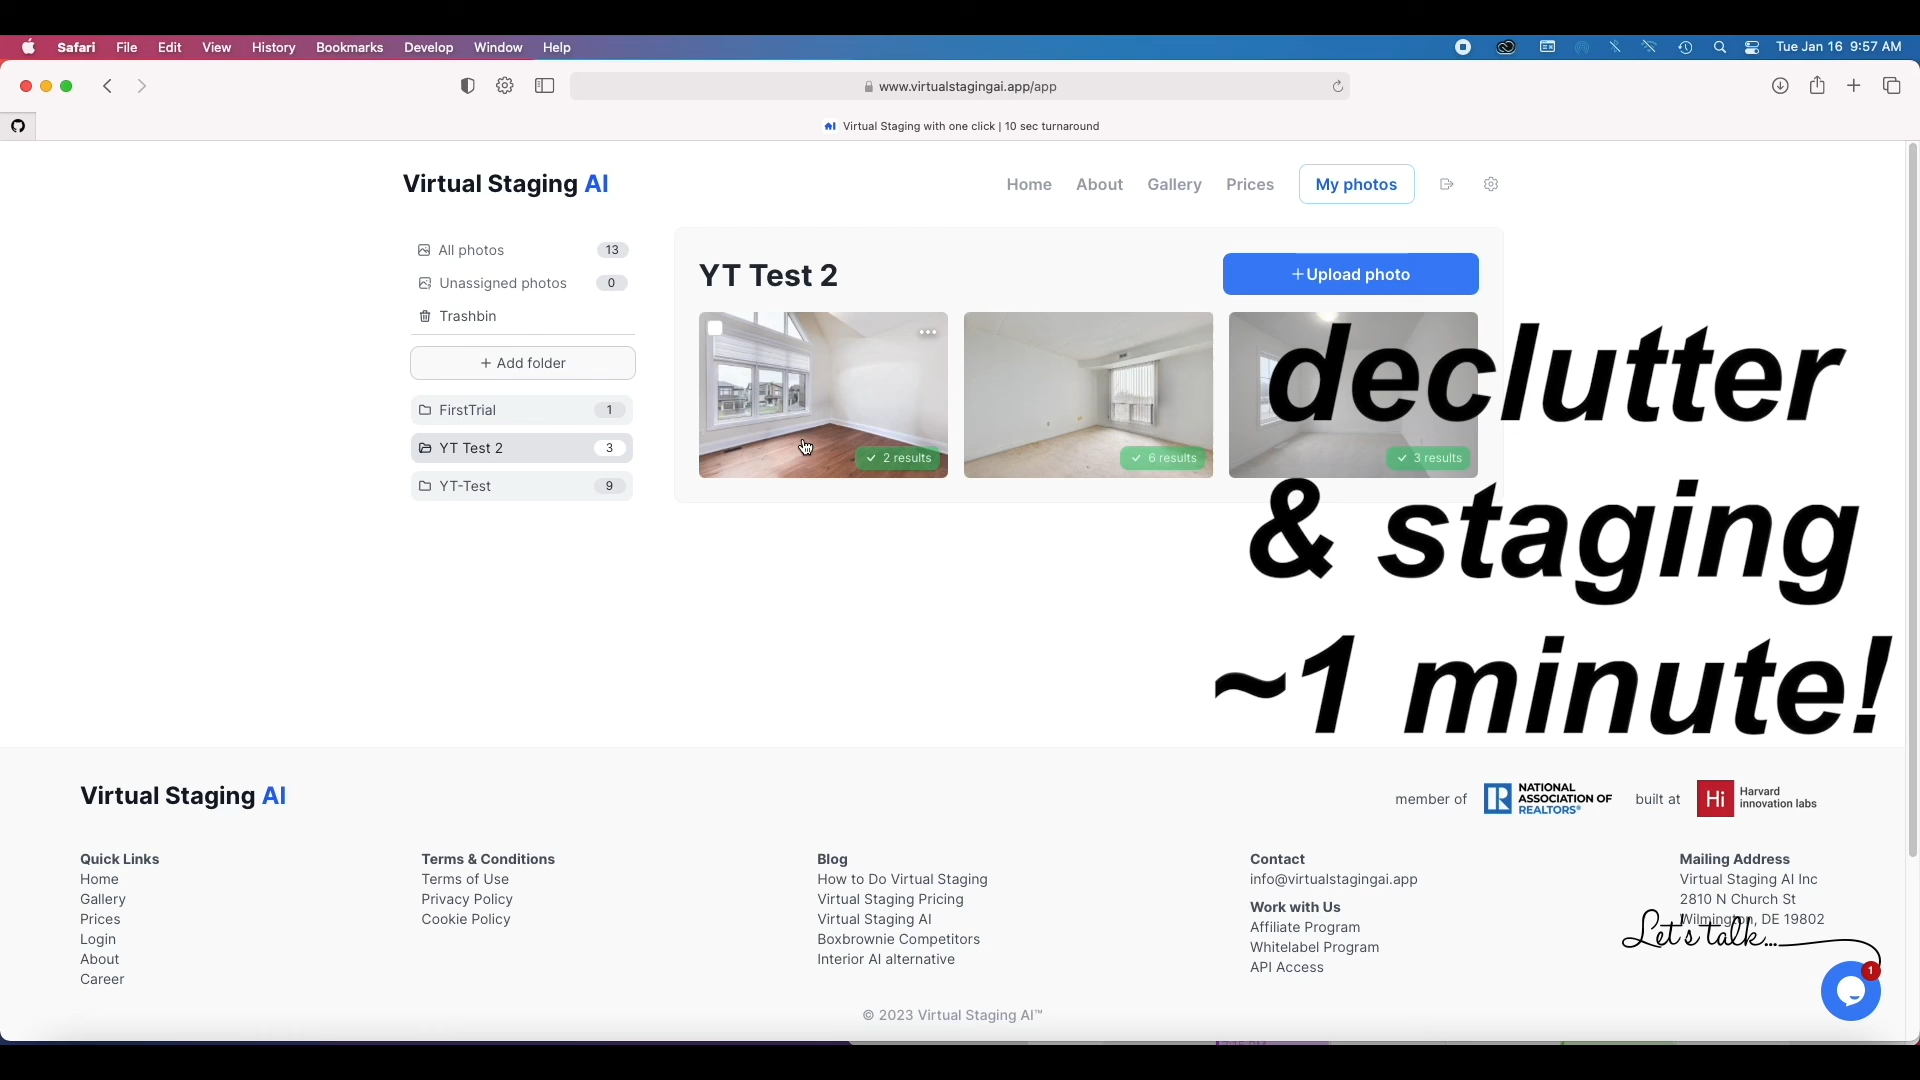 Safari File Edit View History Bookmarks Develop Window Help
Tue Jan 16 9:57 AM
www.virtualstagingai.app/app
Virtual Staging with one click | 10 sec turnaround
Virtual Staging AI
Home About Gallery Prices My photos
All photos 13
Unassigned photos 0
Trashbin
+ Add folder
FirstTrial 1
YT Test 2 3
YT-Test 9
YT Test 2
+ Upload photo
2 results
6 results
3 results
declutter
& staging
~1 minute!
Virtual Staging AI
member of
NATIONAL
ASSOCIATION OF
REALTORS®
built at
Hi
Harvard
innovation labs
Quick Links
Home
Gallery
Prices
Login
About
Career
Terms & Conditions
Terms of Use
Privacy Policy
Cookie Policy
Blog
How to Do Virtual Staging
Virtual Staging Pricing
Virtual Staging AI
Boxbrownie Competitors
Interior AI alternative
Contact
info@virtualstagingai.app
Work with Us
Affiliate Program
Whitelabel Program
API Access
Mailing Address
Virtual Staging AI Inc
2810 N Church St
Wilmington, DE 19802
Let's talk...
1
© 2023 Virtual Staging AI™